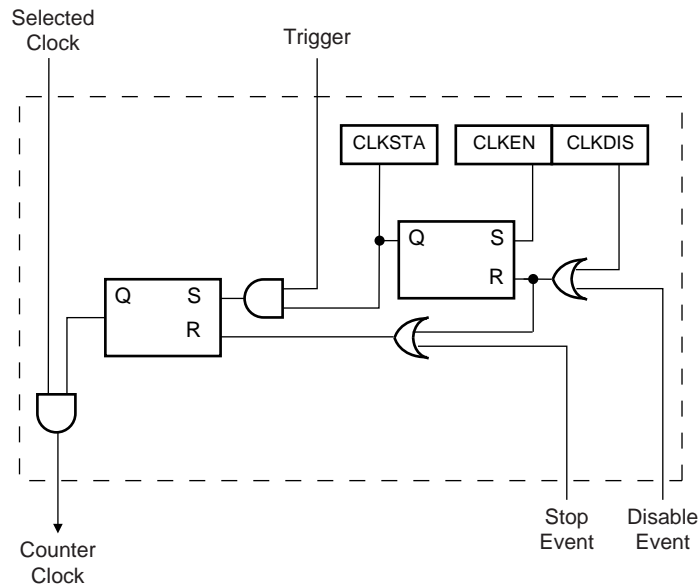 Selected
Clock
Trigger
CLKSTA
CLKEN
CLKDIS
Q
S
R
Q
S
R
Stop
Event
Disable
Event
Counter
Clock